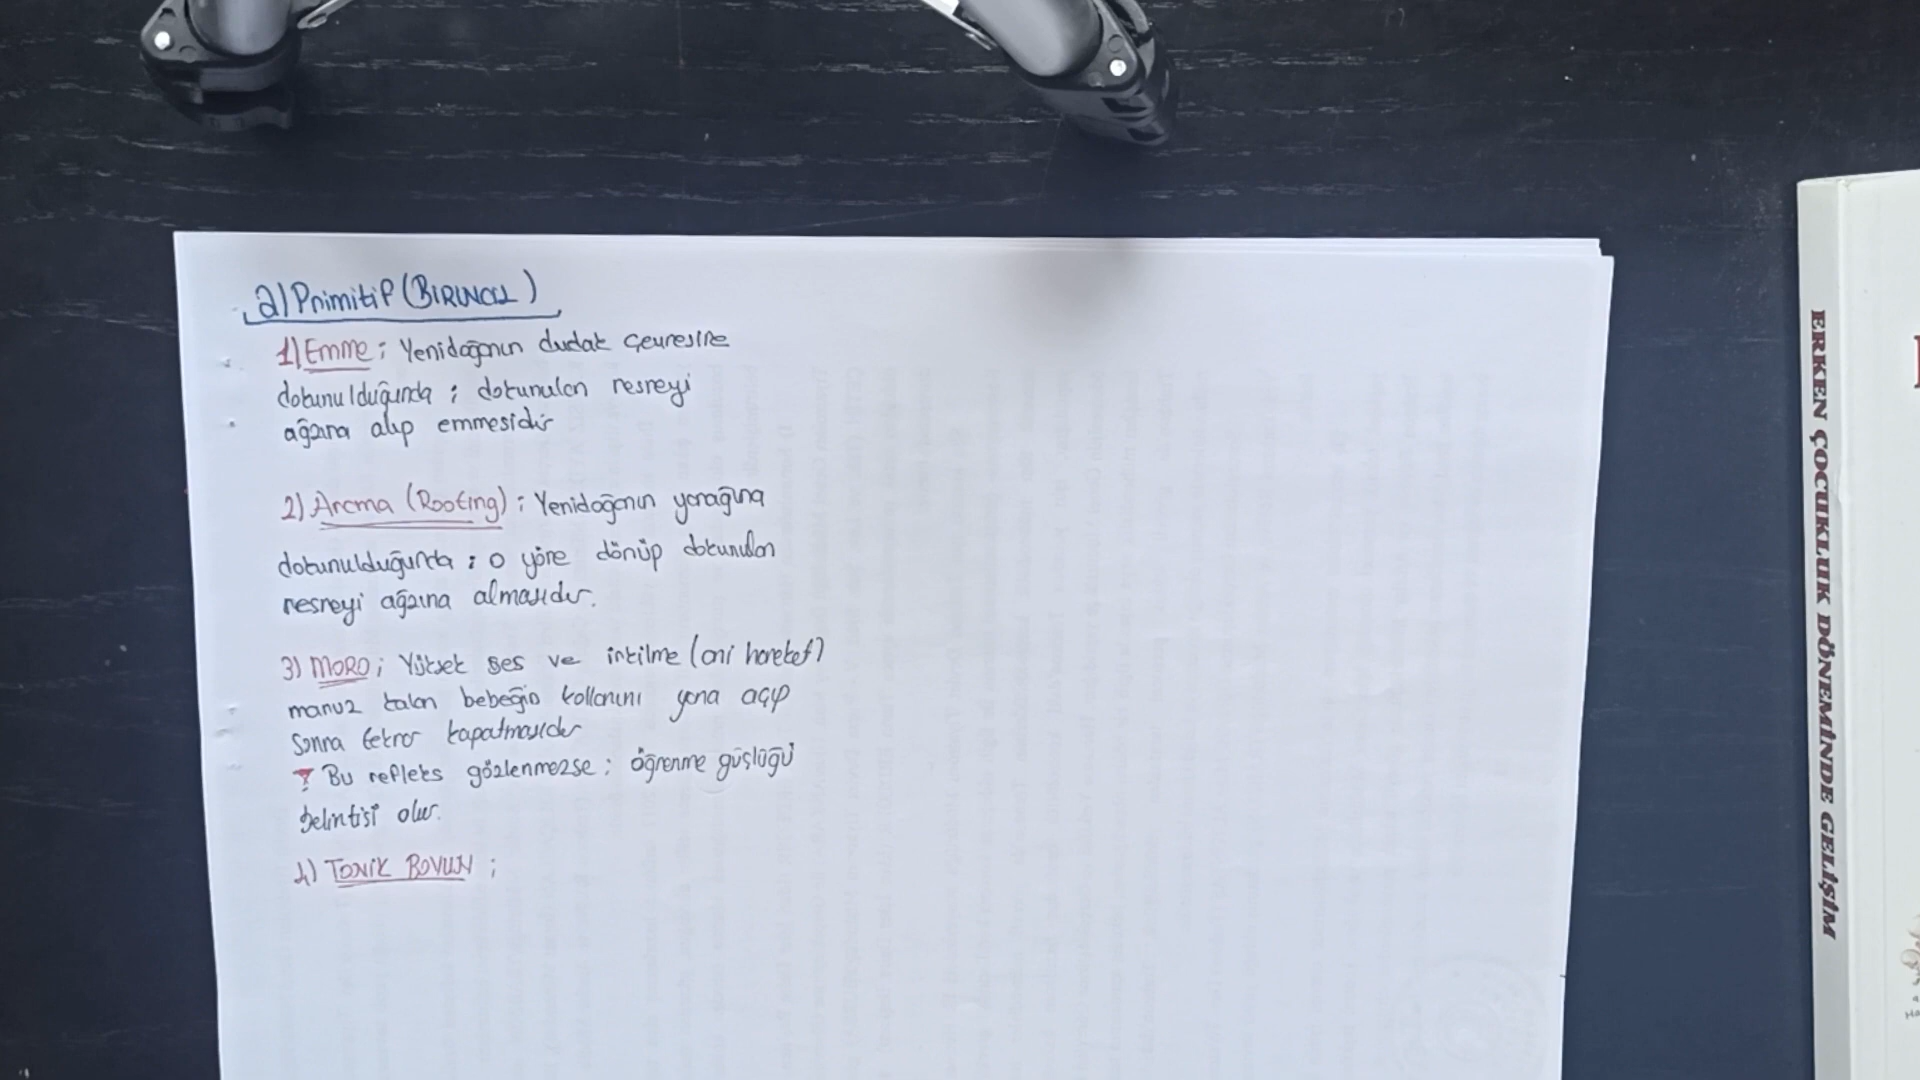 a) Primitif (BİRİNCİL)
1) Emme ; Yenidoğanın dudak çevresine
dokunulduğunda ; dokunulan nesneyi
ağzına alıp emmesidir
2) Arama (Rooting) ; Yenidoğanın yanağına
dokunulduğunda ; o yöne dönüp dokunulan
nesneyi ağzına almasıdır.
3) MORO ; Yüksek ses ve irkilme (ani hareket)
maruz kalan bebeğin kollarını yana açıp
sonra tekrar kapatmasıdır
Bu refleks gözlenmezse ; öğrenme güçlüğü
belirtisi olur.
4) TONİK BOYUN ;
ERKEN ÇOCUKLUK DÖNEMİNDE GELİŞİM